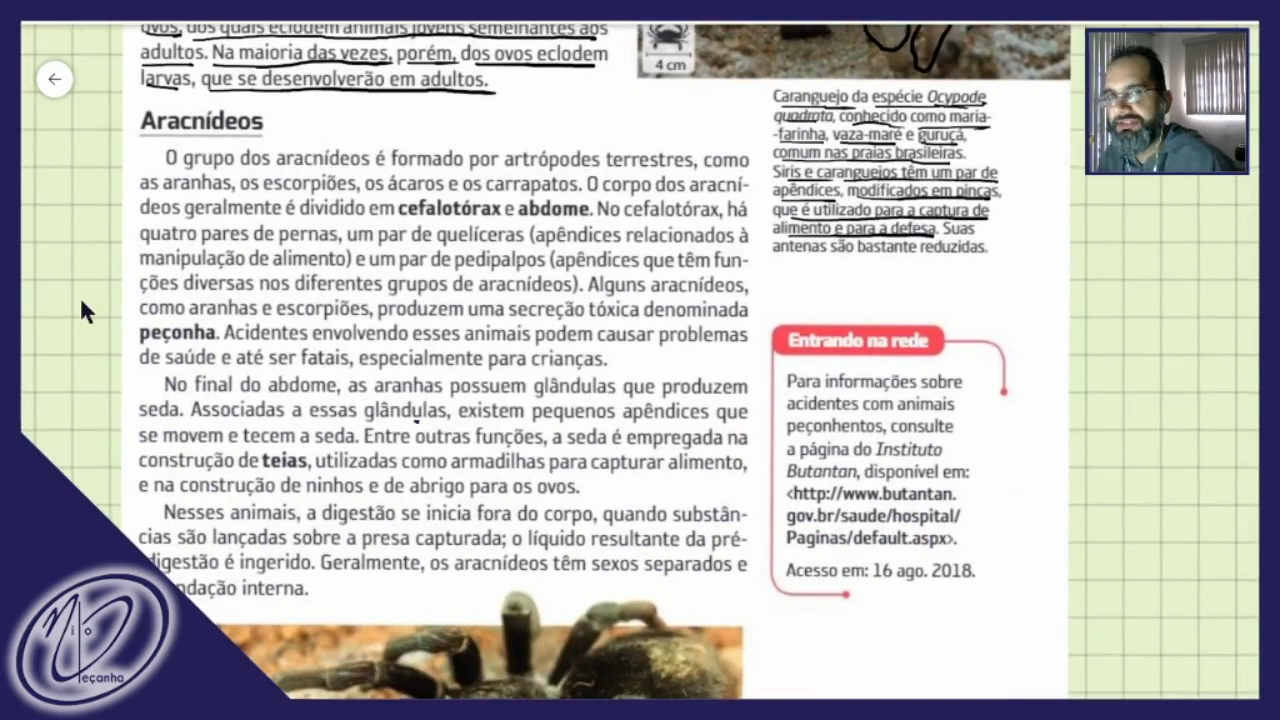 ovos, dos quais eclodem animais jovens semelhantes aos
adultos. Na maioria das vezes, porém, dos ovos eclodem
larvas, que se desenvolverão em adultos.
Aracnídeos
O grupo dos aracnídeos é formado por artrópodes terrestres, como
as aranhas, os escorpiões, os ácaros e os carrapatos. O corpo dos aracní-
deos geralmente é dividido em cefalotórax e abdome. No cefalotórax, há
quatro pares de pernas, um par de quelíceras (apêndices relacionados à
manipulação de alimento) e um par de pedipalpos (apêndices que têm fun-
ções diversas nos diferentes grupos de aracnídeos). Alguns aracnídeos,
como aranhas e escorpiões, produzem uma secreção tóxica denominada
peçonha. Acidentes envolvendo esses animais podem causar problemas
de saúde e até ser fatais, especialmente para crianças.
No final do abdome, as aranhas possuem glândulas que produzem
seda. Associadas a essas glândulas, existem pequenos apêndices que
se movem e tecem a seda. Entre outras funções, a seda é empregada na
construção de teias, utilizadas como armadilhas para capturar alimento,
e na construção de ninhos e de abrigo para os ovos.
Nesses animais, a digestão se inicia fora do corpo, quando substân-
cias são lançadas sobre a presa capturada; o líquido resultante da pré-
digestão é ingerido. Geralmente, os aracnídeos têm sexos separados e
interna.
4 cm
Caranguejo da espécie Ocypode
quadrata, conhecido como maria-
-farinha, vaza-maré e guruçá,
comum nas praias brasileiras.
Siris e caranguejos têm um par de
apêndices, modificados em pinças,
que é utilizado para a captura de
alimento e para a defesa. Suas
antenas são bastante reduzidas.
Entrando na rede
Para informações sobre
acidentes com animais
peçonhentos, consulte
a página do Instituto
Butantan, disponível em:
<http://www.butantan.
gov.br/saude/hospital/
Paginas/default.aspx>.
Acesso em: 16 ago. 2018.
eçanha